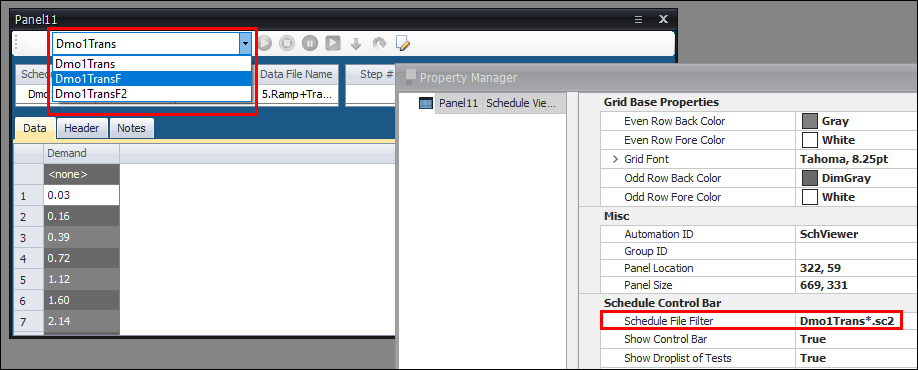 Panel11
Dmo1Trans
Dmo1Trans
Dmo1TransF
Dmo1TransF2
Data File Name
Step #
Dmo
5.Ramp+Tra...
Data
Header
Notes
Demand
<none>
1 0.03
2 0.16
3 0.39
4 0.72
5 1.12
6 1.60
7 2.14
Property Manager
Panel11 Schedule Vie...
Grid Base Properties
Even Row Back Color Gray
Even Row Fore Color White
Grid Font Tahoma, 8.25pt
Odd Row Back Color DimGray
Odd Row Fore Color White
Misc
Automation ID SchViewer
Group ID
Panel Location 322, 59
Panel Size 669, 331
Schedule Control Bar
Schedule File Filter Dmo1Trans*.sc2
Show Control Bar True
Show Droplist of Tests True